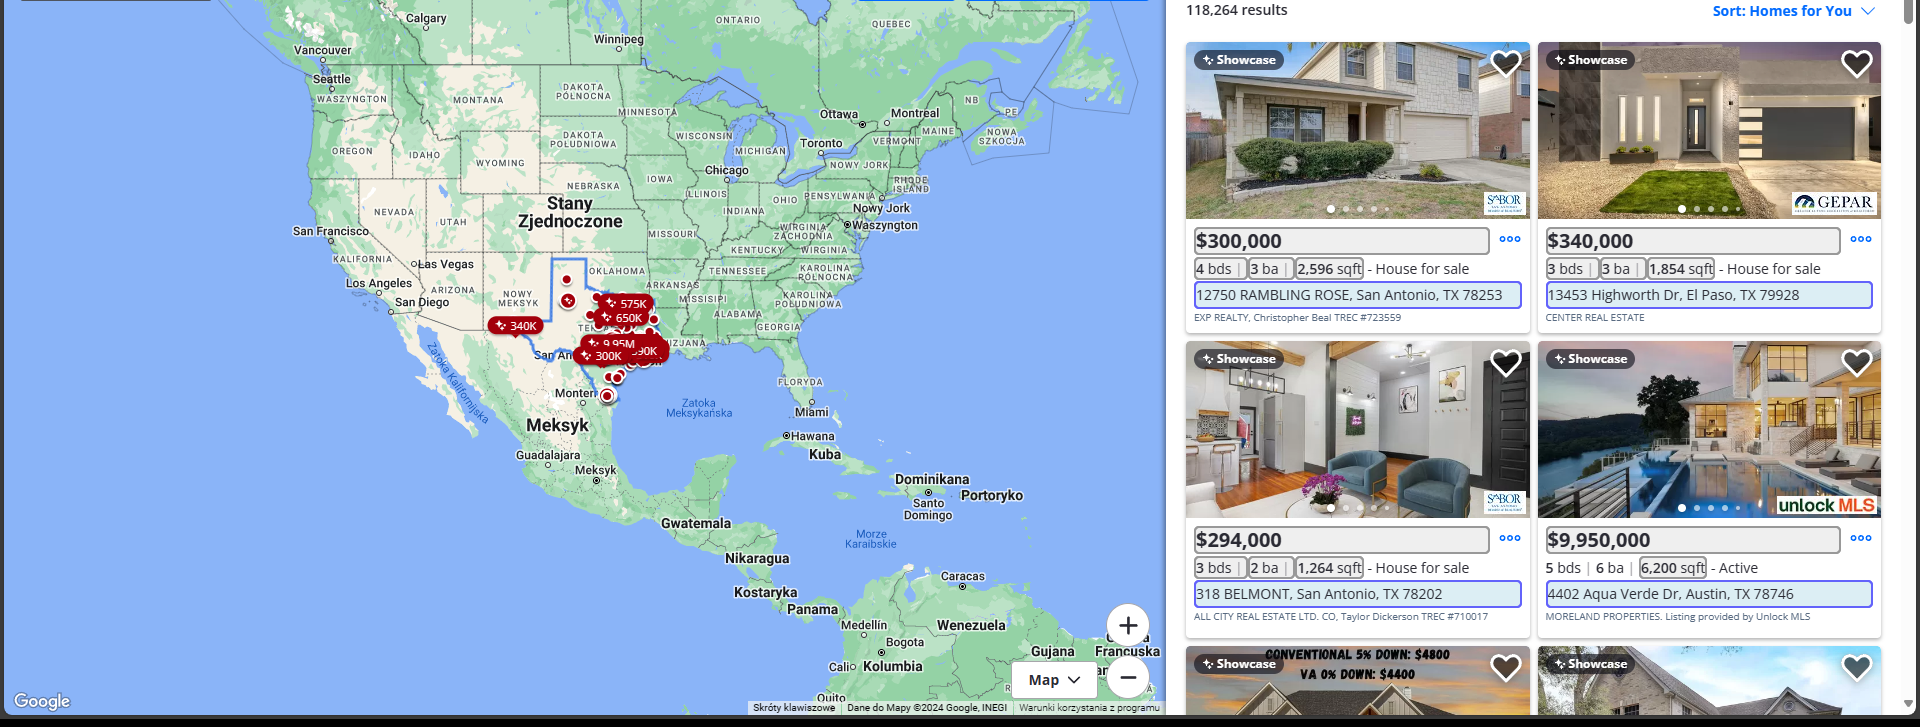 Calgary
ONTARIO
QUEBEC
Vancouver
Winnipeg
Seattle
WASZYNGTON
MONTANA
DAKOTA
PÓŁNOCNA
MINNESOTA
Ottawa
Montreal
NB
PE
MAINE
NOWA
SZKOCJA
OREGON
IDAHO
WYOMING
DAKOTA
POŁUDNIOWA
WISCONSIN
MICHIGAN
Toronto
VERMONT
NOWY JORK
Chicago
IOWA
NEBRASKA
ILLINOIS
INDIANA
OHIO
PENSYLWANIA
RHODE
ISLAND
Nowy Jork
Waszyngton
NEVADA
UTAH
Stany
Zjednoczone
San Francisco
KALIFORNIA
MISSOURI
WIRGINIA
ZACHODNIA
KENTUCKY
WIRGINIA
Las Vegas
Los Angeles
San Diego
ARIZONA
NOWY
MEKSYK
OKLAHOMA
ARKANSAS
TENNESSEE
KAROLINA
PÓŁNOCNA
MISSISIPI
KAROLINA
POŁUDNIOWA
ALABAMA
GEORGIA
575K
650K
340K
9.95M
300K
90K
Zatoka Kalifornijska
Monterr
FLORYDA
Miami
Zatoka
Meksykańska
Meksyk
Hawana
Kuba
Guadalajara
Meksyk
Dominikana
Santo
Domingo
Portoryko
Gwatemala
Morze
Karaibskie
Nikaragua
Caracas
Kostaryka
Panama
Medellín
Wenezuela
Bogota
Cali
Kolumbia
Gujana
Francuska
Quito
Map
Google
Skróty klawiszowe
Dane do Mapy ©2024 Google, INEGI
Warunki korzystania z programu
118,264 results
Sort: Homes for You
Showcase
SABOR
$300,000
4 bds | 3 ba | 2,596 sqft - House for sale
12750 RAMBLING ROSE, San Antonio, TX 78253
EXP REALTY, Christopher Beal TREC #723559
Showcase
GEPAR
$340,000
3 bds | 3 ba | 1,854 sqft - House for sale
13453 Highworth Dr, El Paso, TX 79928
CENTER REAL ESTATE
Showcase
SABOR
$294,000
3 bds | 2 ba | 1,264 sqft - House for sale
318 BELMONT, San Antonio, TX 78202
ALL CITY REAL ESTATE LTD. CO, Taylor Dickerson TREC #710017
Showcase
unlock MLS
$9,950,000
5 bds | 6 ba | 6,200 sqft - Active
4402 Aqua Verde Dr, Austin, TX 78746
MORELAND PROPERTIES. Listing provided by Unlock MLS
Showcase
CONVENTIONAL 5% DOWN: $4800
VA 0% DOWN: $4400
Showcase